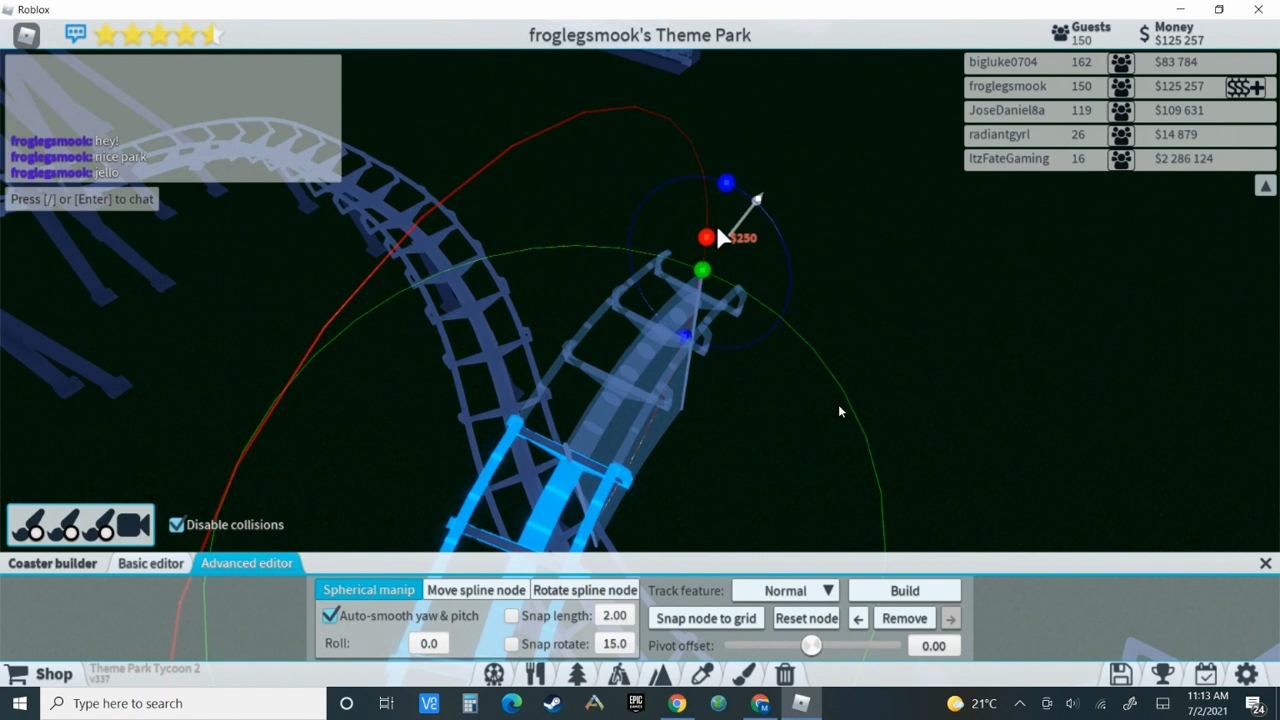 Roblox
froglegsmook's Theme Park
Guests
150
Money
$125 257
bigluke0704 162 $83 784
froglegsmook 150 $125 257 $$$+
JoseDaniel8a 119 $109 631
radiantgyrl 26 $14 879
ItzFateGaming 16 $2 286 124
froglegsmook: hey!
froglegsmook: nice park
froglegsmook: jello
Press [/] or [Enter] to chat
$250
Disable collisions
Coaster builder Basic editor Advanced editor
Spherical manip Move spline node Rotate spline node Track feature: Normal Build
Auto-smooth yaw & pitch Snap length: 2.00 Snap node to grid Reset node Remove
Roll: 0.0 Snap rotate: 15.0 Pivot offset: 0.00
Shop Theme Park Tycoon 2
v337
Type here to search
EPIC GAMES
21°C
11:13 AM
7/2/2021
24